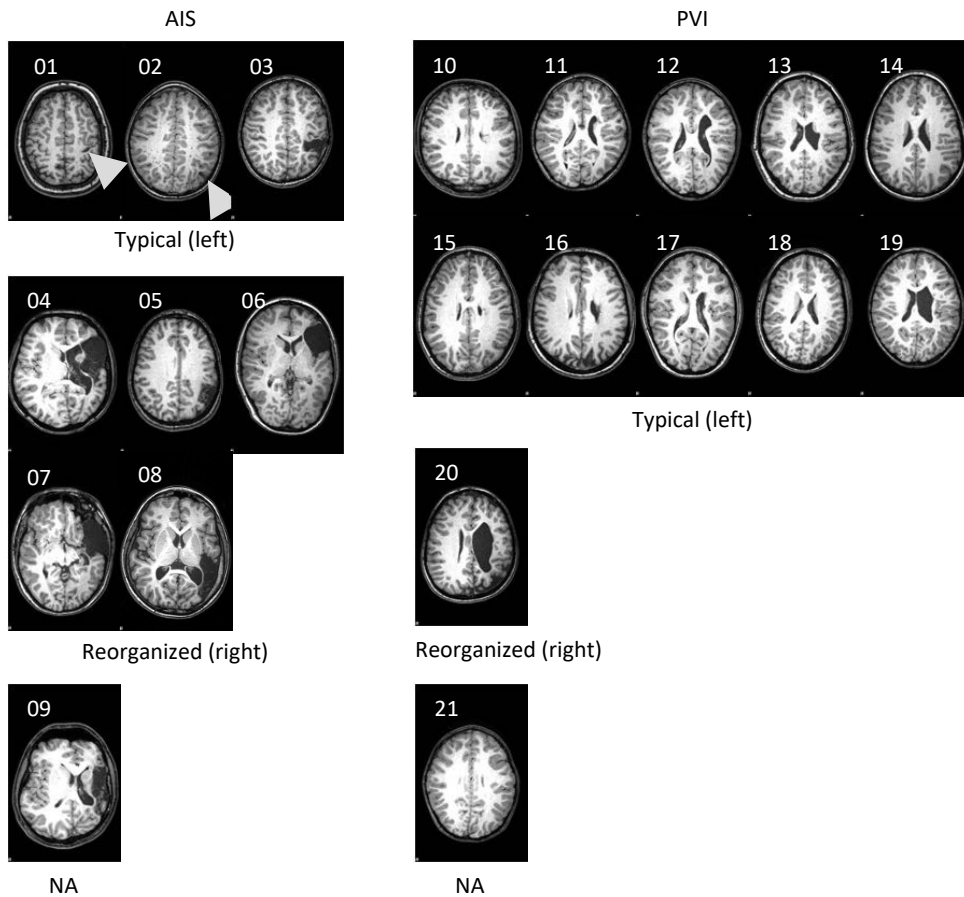 AIS
01 02 03
Typical (left)
04 05 06
07 08
Reorganized (right)
09
NA
PVI
10 11 12 13 14
15 16 17 18 19
Typical (left)
20
Reorganized (right)
21
NA